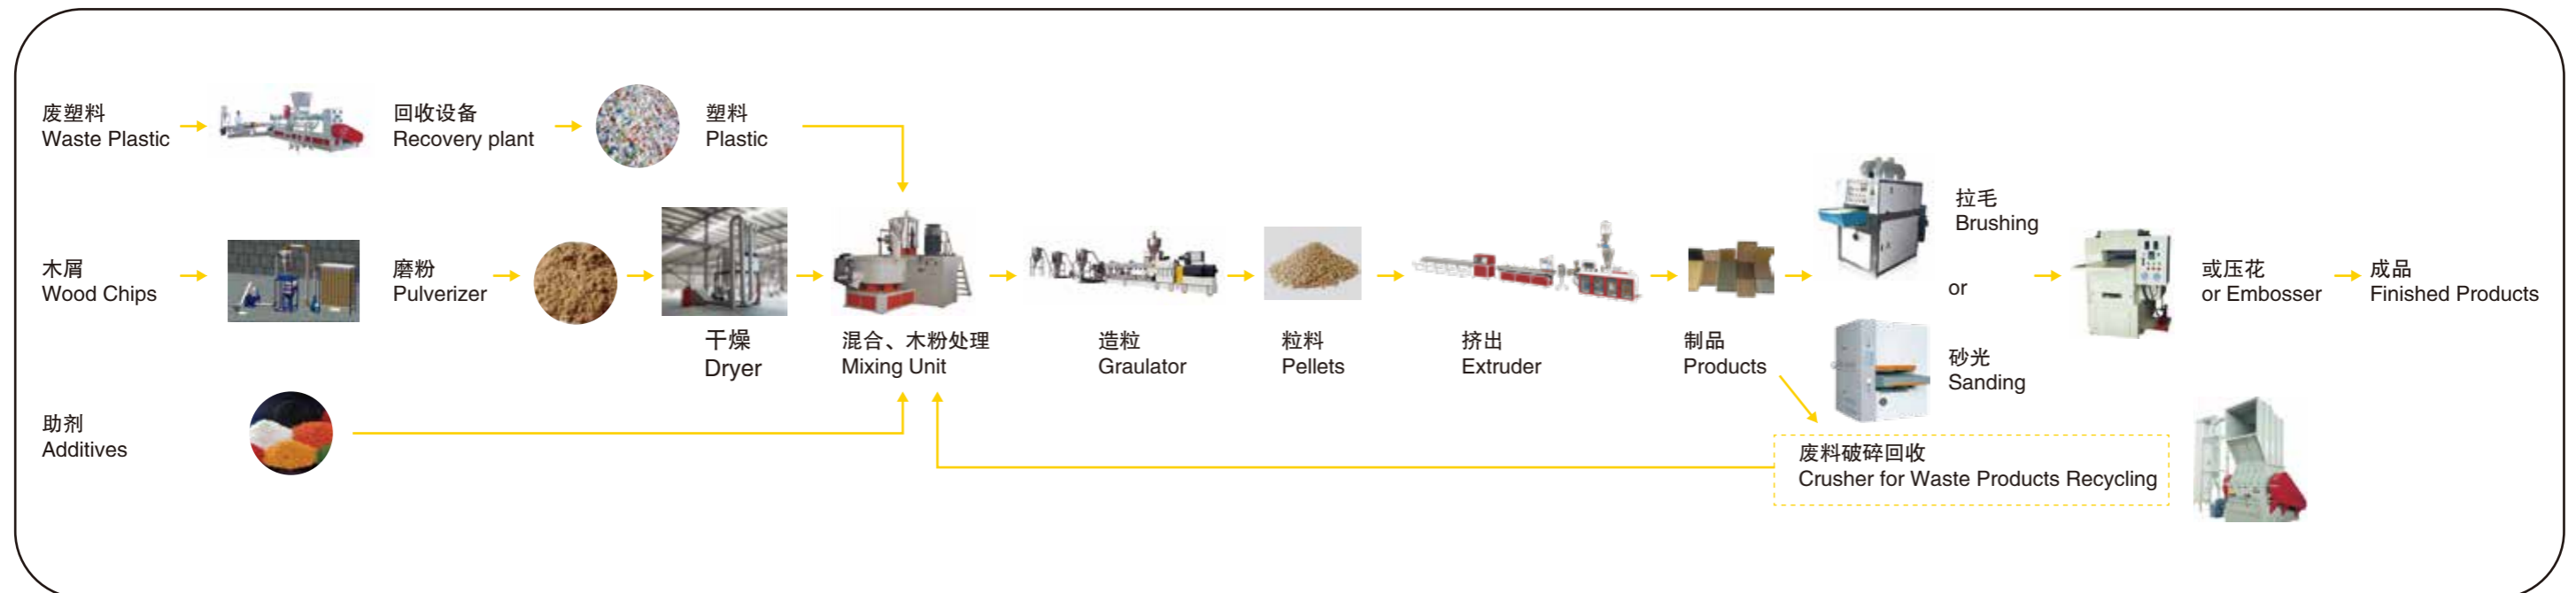 废塑料
Waste Plastic
回收设备
Recovery plant
塑料
Plastic
木屑
Wood Chips
磨粉
Pulverizer
干燥
Dryer
混合、木粉处理
Mixing Unit
造粒
Graulator
粒料
Pellets
挤出
Extruder
制品
Products
拉毛
Brushing
or
砂光
Sanding
或压花
or Embosser
成品
Finished Products
助剂
Additives
废料破碎回收
Crusher for Waste Products Recycling